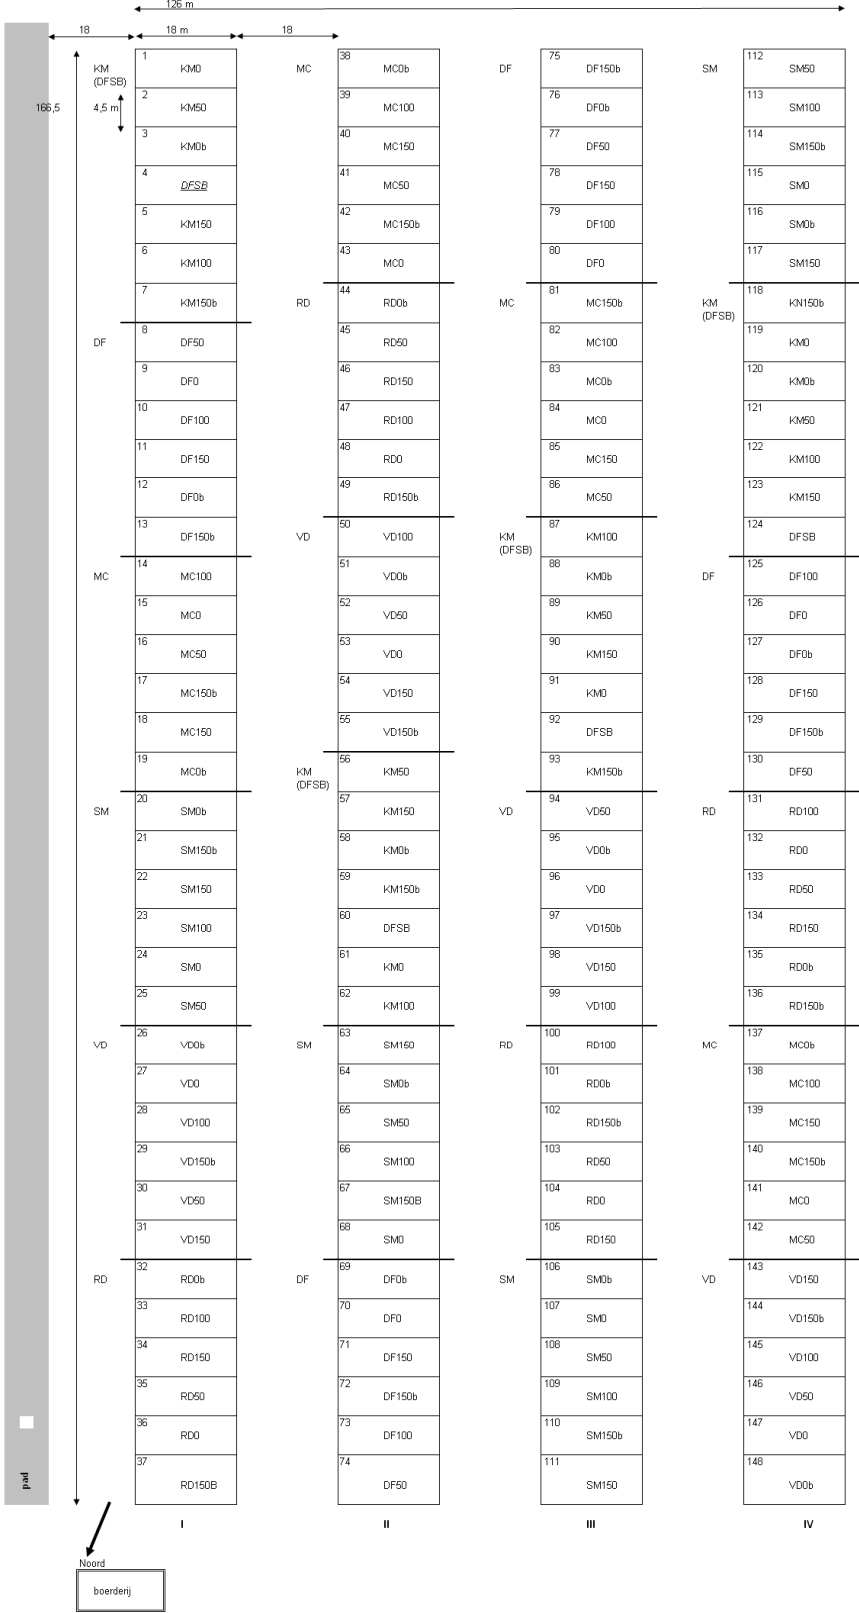 126 m
18
18 m
18
166,5
4,5 m
KM
(DFSB)
1 KM0
2 KM50
3 KM0b
4 DFSB
5 KM150
6 KM100
7 KM150b
DF
8 DF50
9 DF0
10 DF100
11 DF150
12 DF0b
13 DF150b
MC
14 MC100
15 MC0
16 MC50
17 MC150b
18 MC150
19 MC0b
SM
20 SM0b
21 SM150b
22 SM150
23 SM100
24 SM0
25 SM50
VD
26 VD0b
27 VD0
28 VD100
29 VD150b
30 VD50
31 VD150
RD
32 RD0b
33 RD100
34 RD150
35 RD50
36 RD0
37 RD150B
I
MC
38 MC0b
39 MC100
40 MC150
41 MC50
42 MC150b
43 MC0
RD
44 RD0b
45 RD50
46 RD150
47 RD100
48 RD0
49 RD150b
VD
50 VD100
51 VD0b
52 VD50
53 VD0
54 VD150
55 VD150b
KM
(DFSB)
56 KM50
57 KM150
58 KM0b
59 KM150b
60 DFSB
61 KM0
62 KM100
SM
63 SM150
64 SM0b
65 SM50
66 SM100
67 SM150B
68 SM0
DF
69 DF0b
70 DF0
71 DF150
72 DF150b
73 DF100
74 DF50
II
DF
75 DF150b
76 DF0b
77 DF50
78 DF150
79 DF100
80 DF0
MC
81 MC150b
82 MC100
83 MC0b
84 MC0
85 MC150
86 MC50
KM
(DFSB)
87 KM100
88 KM0b
89 KM50
90 KM150
91 KM0
92 DFSB
93 KM150b
VD
94 VD50
95 VD0b
96 VD0
97 VD150b
98 VD150
99 VD100
RD
100 RD100
101 RD0b
102 RD150b
103 RD50
104 RD0
105 RD150
SM
106 SM0b
107 SM0
108 SM50
109 SM100
110 SM150b
111 SM150
III
SM
112 SM50
113 SM100
114 SM150b
115 SM0
116 SM0b
117 SM150
KM
(DFSB)
118 KN150b
119 KM0
120 KM0b
121 KM50
122 KM100
123 KM150
124 DFSB
DF
125 DF100
126 DF0
127 DF0b
128 DF150
129 DF150b
130 DF50
RD
131 RD100
132 RD0
133 RD50
134 RD150
135 RD0b
136 RD150b
MC
137 MC0b
138 MC100
139 MC150
140 MC150b
141 MC0
142 MC50
VD
143 VD150
144 VD150b
145 VD100
146 VD50
147 VD0
148 VD0b
IV
pad
Noord
boerderij